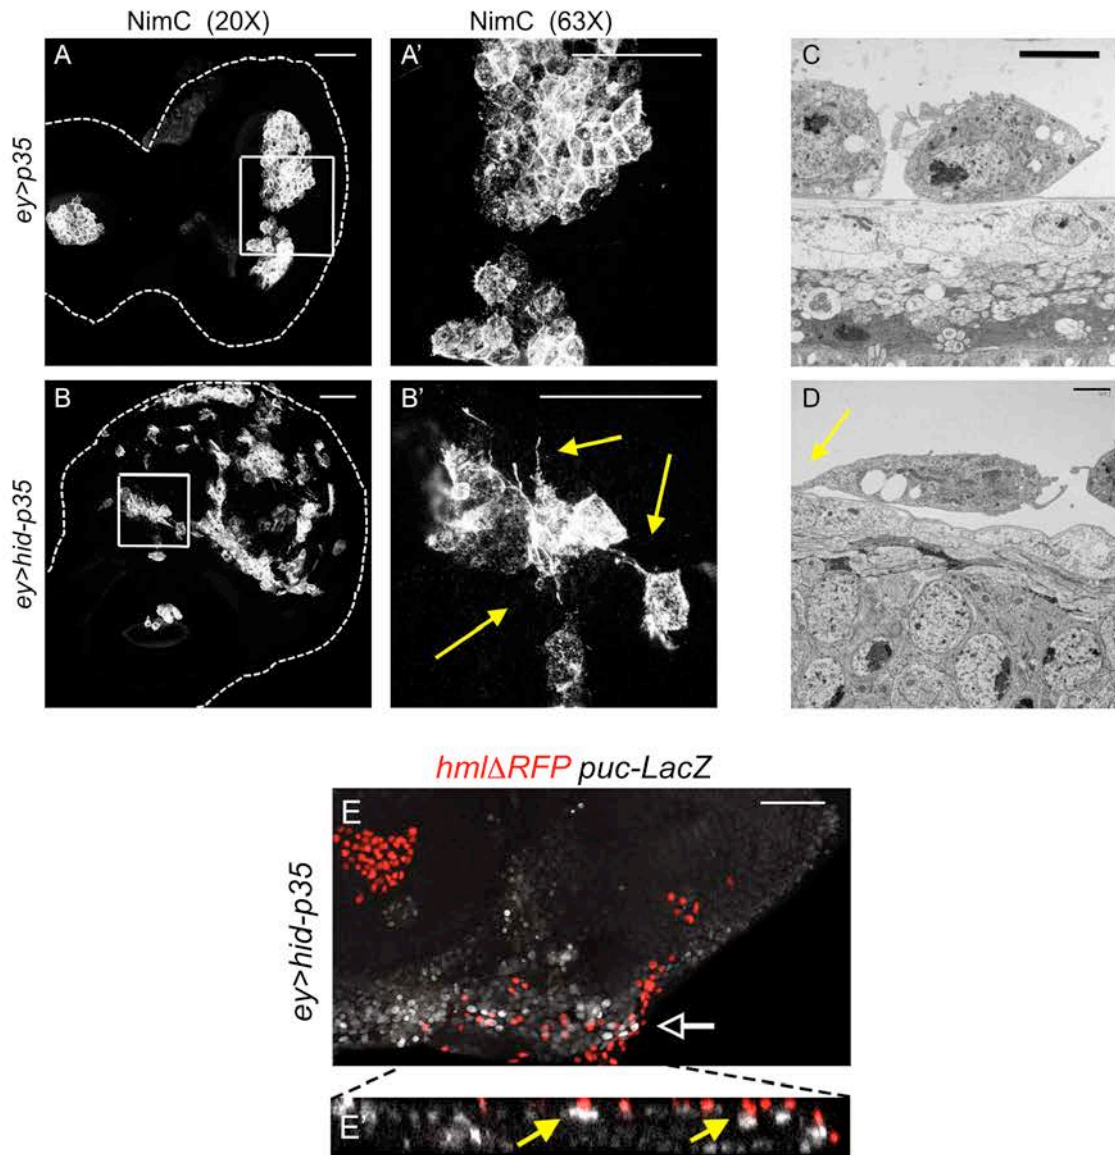 NimC (20X) NimC (63X)
A A' C
ey>p35
B B' D
ey>hid-p35
hmlΔRFP puc-LacZ
E
ey>hid-p35
E'